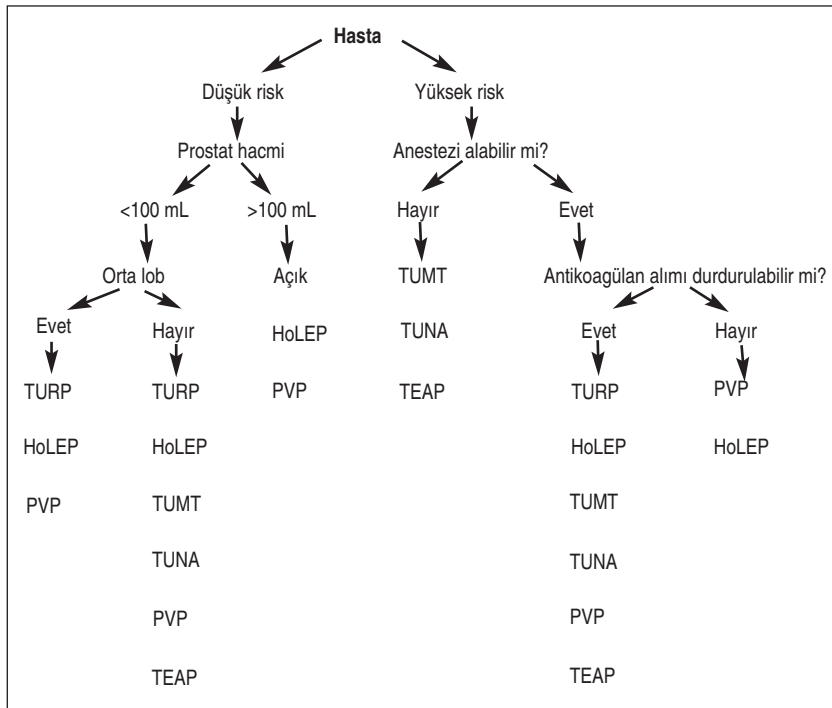 Hasta
Düşük risk
Yüksek risk
Prostat hacmi
Anestezi alabilir mi?
<100 mL
>100 mL
Hayır
Evet
Orta lob
Açık
TUMT
Antikoagülan alımı durdurulabilir mi?
Evet
Hayır
HoLEP
TUNA
Evet
Hayır
TURP
TURP
PVP
TEAP
TURP
PVP
HoLEP
HoLEP
HoLEP
HoLEP
PVP
TUMT
TUMT
TUNA
TUNA
PVP
PVP
TEAP
TEAP